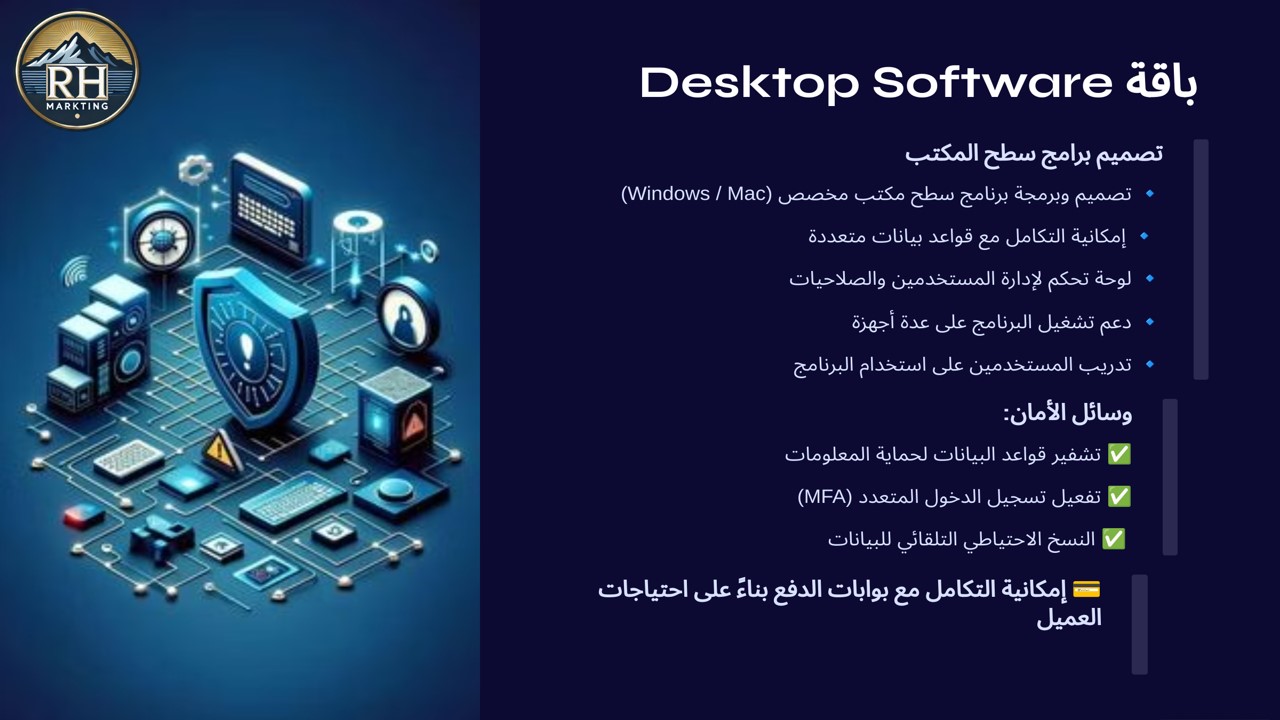 RH
MARKTING
باقة Desktop Software
تصميم برامج سطح المكتب
🔹 تصميم وبرمجة برنامج سطح مكتب مخصص (Windows / Mac)
🔹 إمكانية التكامل مع قواعد بيانات متعددة
🔹 لوحة تحكم لإدارة المستخدمين والصلاحيات
🔹 دعم تشغيل البرنامج على عدة أجهزة
🔹 تدريب المستخدمين على استخدام البرنامج
وسائل الأمان:
✅ تشفير قواعد البيانات لحماية المعلومات
✅ تفعيل تسجيل الدخول المتعدد (MFA)
✅ النسخ الاحتياطي التلقائي للبيانات
💳 إمكانية التكامل مع بوابات الدفع بناءً على احتياجات
العميل